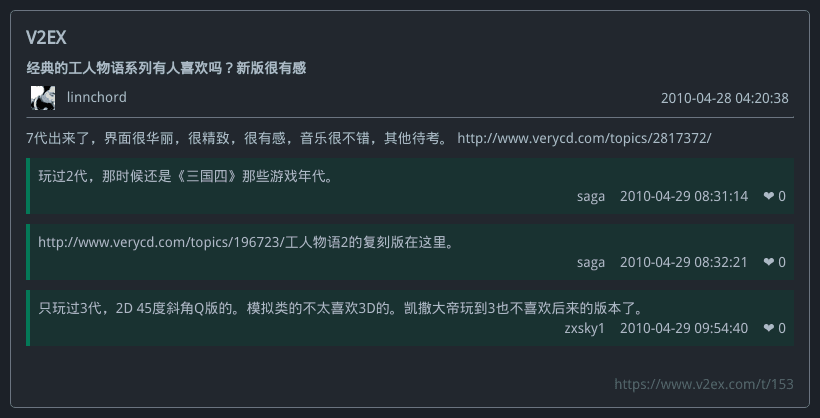 V2EX
经典的工人物语系列有人喜欢吗？新版很有感
linnchord 2010-04-28 04:20:38
7代出来了，界面很华丽，很精致，很有感，音乐很不错，其他待考。 http://www.verycd.com/topics/2817372/
玩过2代，那时候还是《三国四》那些游戏年代。
saga 2010-04-29 08:31:14 ❤ 0
http://www.verycd.com/topics/196723/工人物语2的复刻版在这里。
saga 2010-04-29 08:32:21 ❤ 0
只玩过3代，2D 45度斜角Q版的。模拟类的不太喜欢3D的。凯撒大帝玩到3也不喜欢后来的版本了。
zxsky1 2010-04-29 09:54:40 ❤ 0
https://www.v2ex.com/t/153